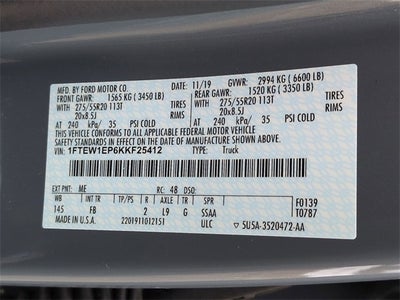 MFD. BY FORD MOTOR CO. 11/19 GVWR: 2994 KG ( 6600 LB)
FRONT GAWR: 1565 KG ( 3450 LB) REAR GAWR: 1520 KG ( 3350 LB)
WITH 275/55R20 113T TIRES WITH 275/55R20 113T TIRES
20x8.5J RIMS 20x8.5J RIMS
AT 240 kPa/ 35 PSI COLD AT 240 kPa/ 35 PSI COLD
THIS VEHICLE CONFORMS TO ALL APPLICABLE FEDERAL MOTOR VEHICLE
SAFETY STANDARDS IN EFFECT ON THE DATE OF MANUFACTURE SHOWN ABOVE.
VIN: 1FTEW1EP6KKF25412 TYPE: Truck
EXT PNT: ME RC: 48 DSO: F0139
WB INT TR TP/PS R AXLE TR SPR T0787
145 FB 2 L9 G SSAA
MADE IN U.S.A. 2201911012151 ULC 5U5A-3520472-AA